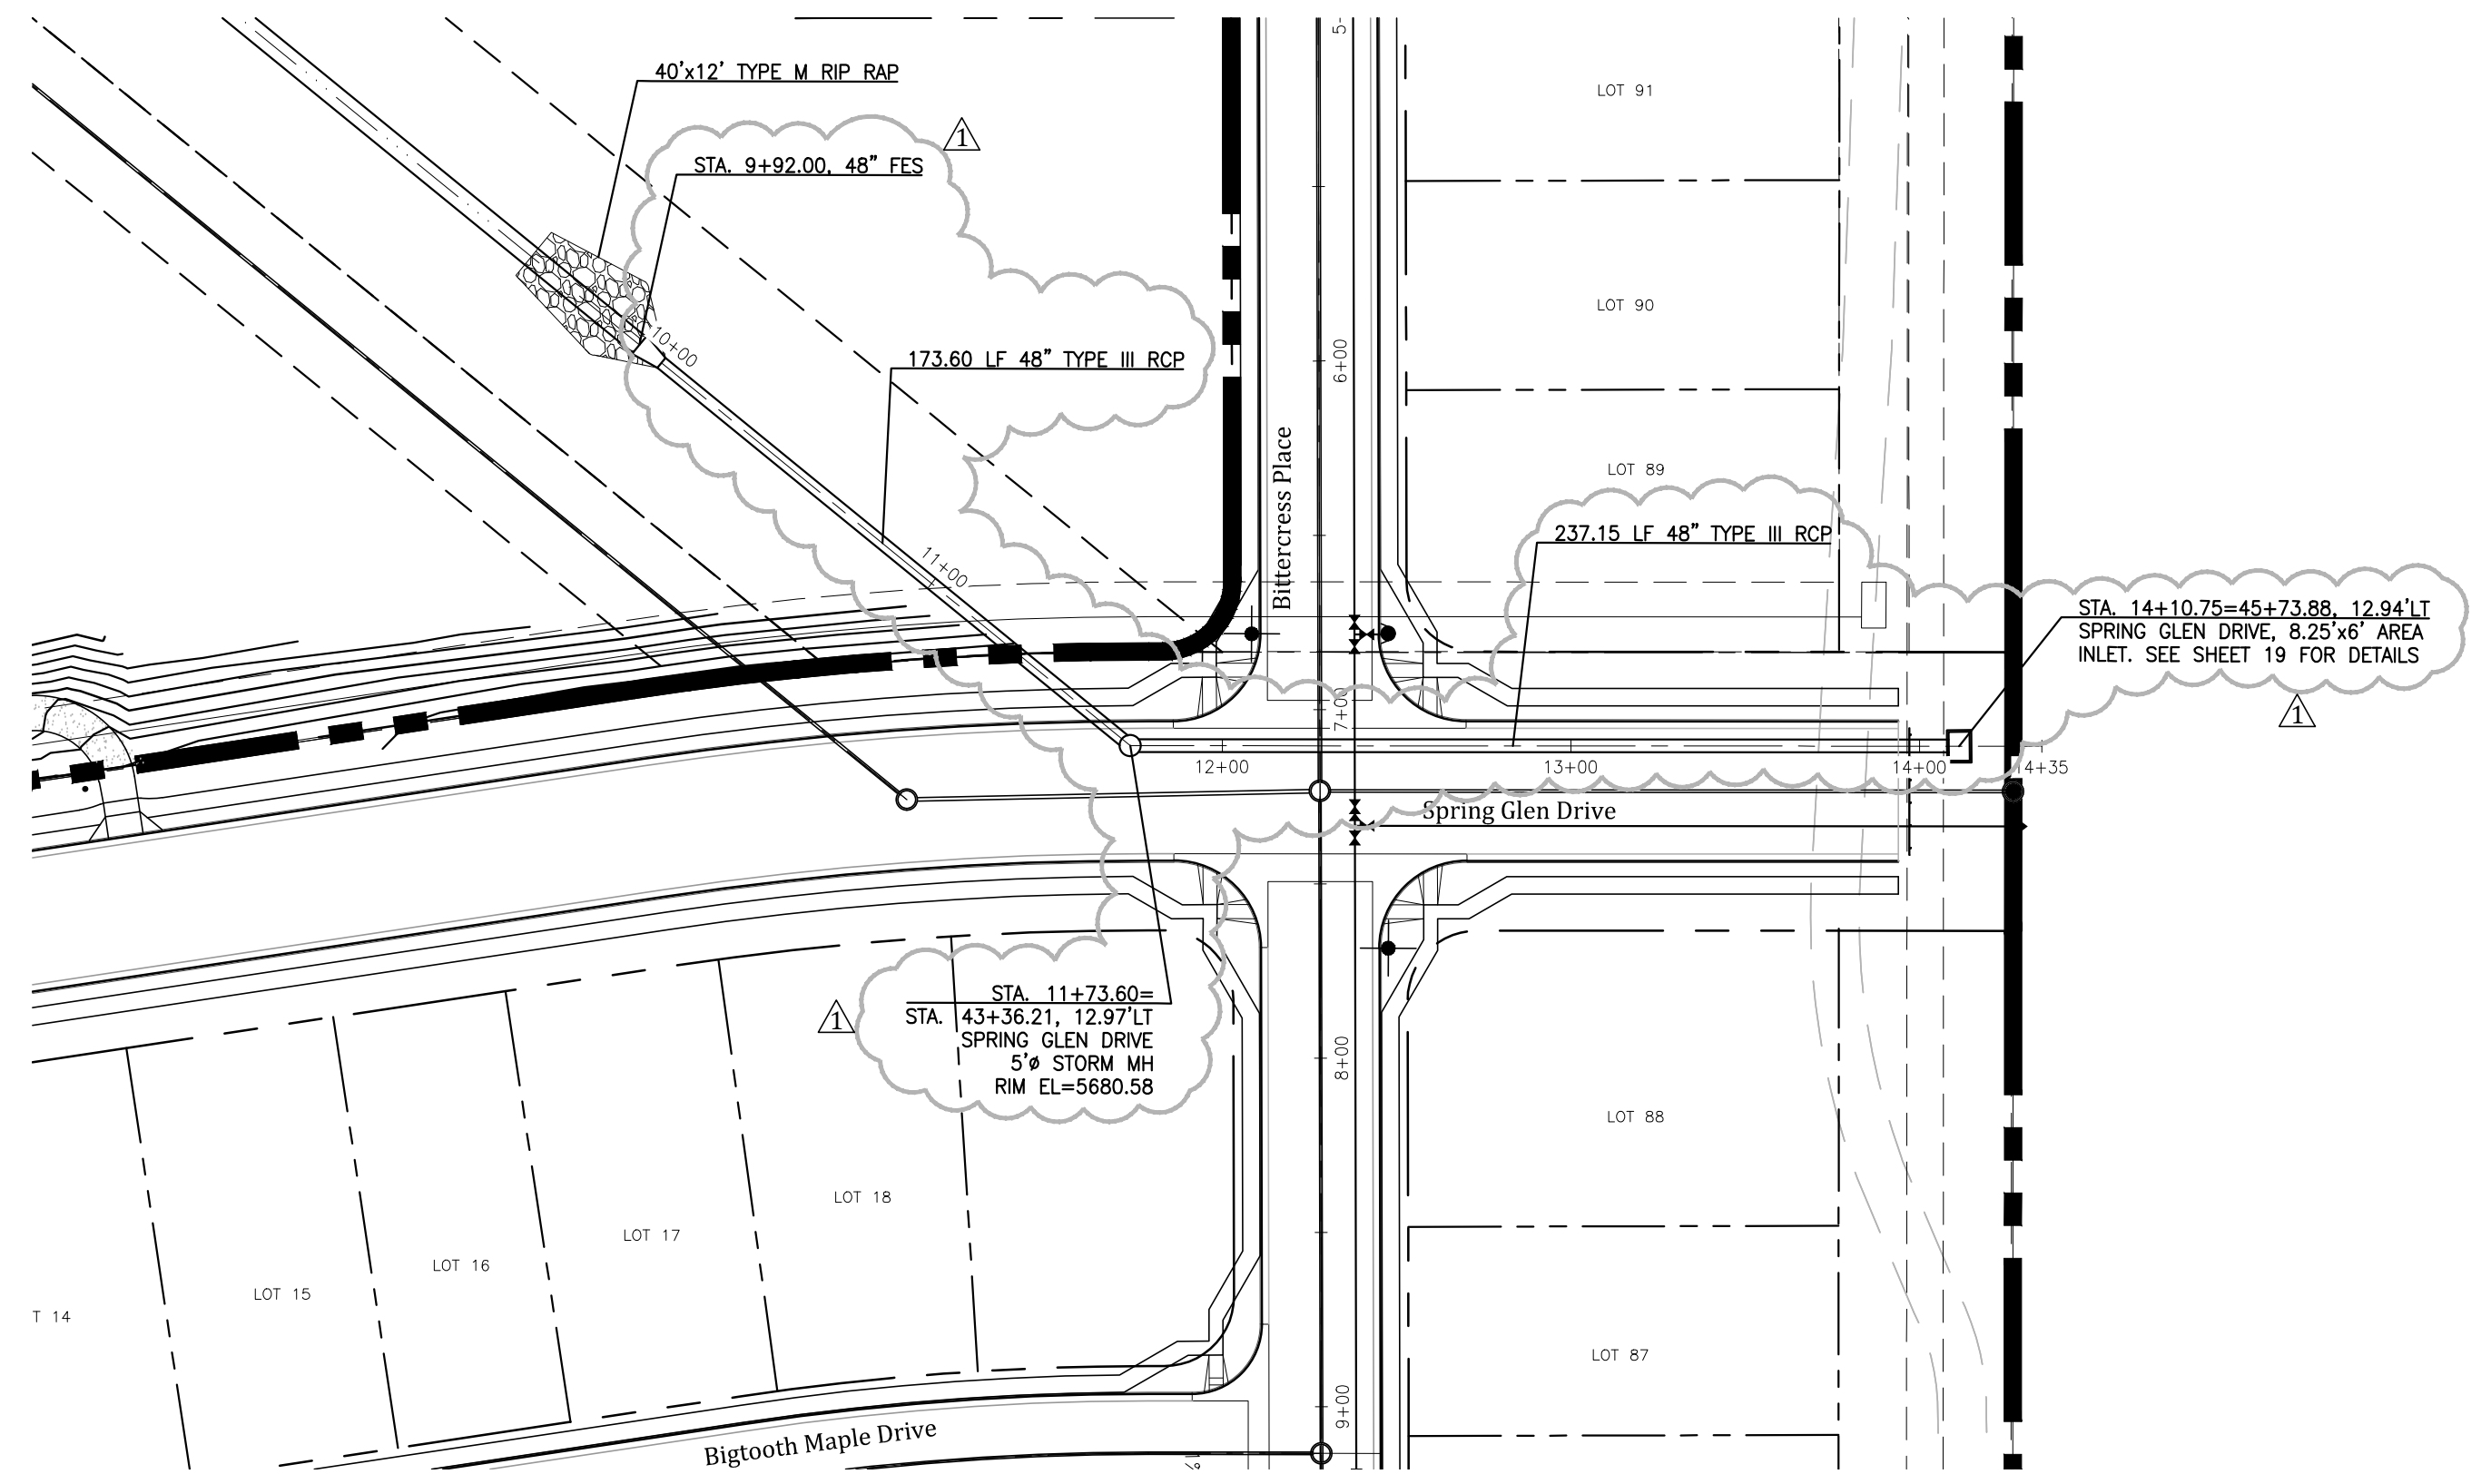 40'x12' TYPE M RIP RAP
1
STA. 9+92.00, 48" FES
5-
LOT 91
10+00
173.60 LF 48" TYPE III RCP
6+00
LOT 90
Bittercress Place
LOT 89
237.15 LF 48" TYPE III RCP
11+00
STA. 14+10.75=45+73.88, 12.94'LT
SPRING GLEN DRIVE, 8.25'x6' AREA
INLET. SEE SHEET 19 FOR DETAILS
1
7+00
12+00
13+00
14+00
4+35
Spring Glen Drive
1
STA. 11+73.60=
STA. 43+36.21, 12.97'LT
SPRING GLEN DRIVE
5'ø STORM MH
RIM EL=5680.58
8+00
LOT 88
LOT 18
LOT 17
LOT 16
LOT 15
T 14
LOT 87
9+00
Bigtooth Maple Drive